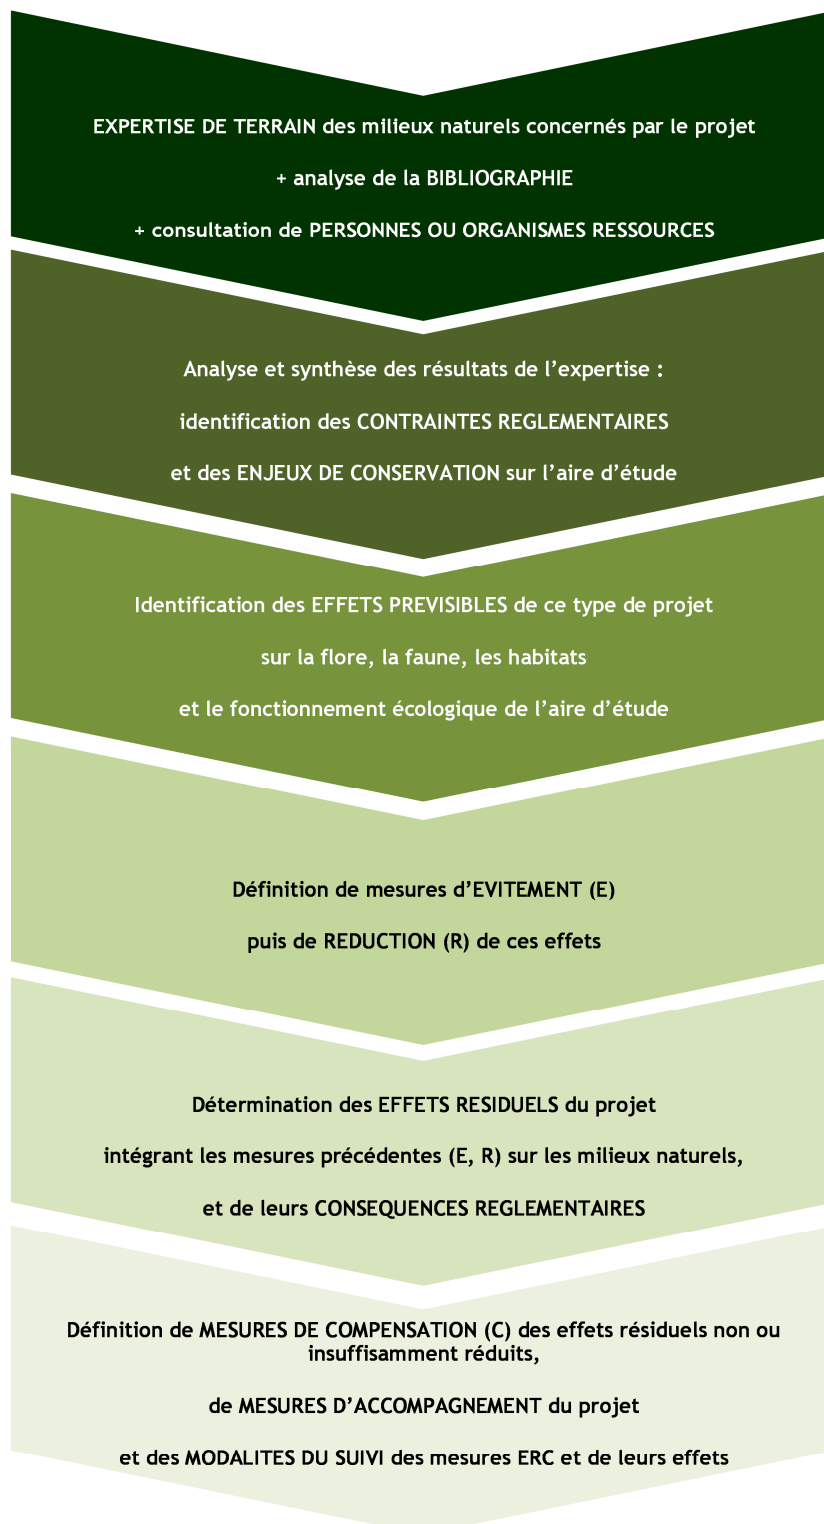 EXPERTISE DE TERRAIN des milieux naturels concernés par le projet
+ analyse de la BIBLIOGRAPHIE
+ consultation de PERSONNES OU ORGANISMES RESSOURCES
Analyse et synthèse des résultats de l’expertise :
identification des CONTRAINTES REGLEMENTAIRES
et des ENJEUX DE CONSERVATION sur l’aire d’étude
Identification des EFFETS PREVISIBLES de ce type de projet
sur la flore, la faune, les habitats
et le fonctionnement écologique de l’aire d’étude
Définition de mesures d’EVITEMENT (E)
puis de REDUCTION (R) de ces effets
Détermination des EFFETS RESIDUELS du projet
intégrant les mesures précédentes (E, R) sur les milieux naturels,
et de leurs CONSEQUENCES REGLEMENTAIRES
Définition de MESURES DE COMPENSATION (C) des effets résiduels non ou
insuffisamment réduits,
de MESURES D’ACCOMPAGNEMENT du projet
et des MODALITES DU SUIVI des mesures ERC et de leurs effets